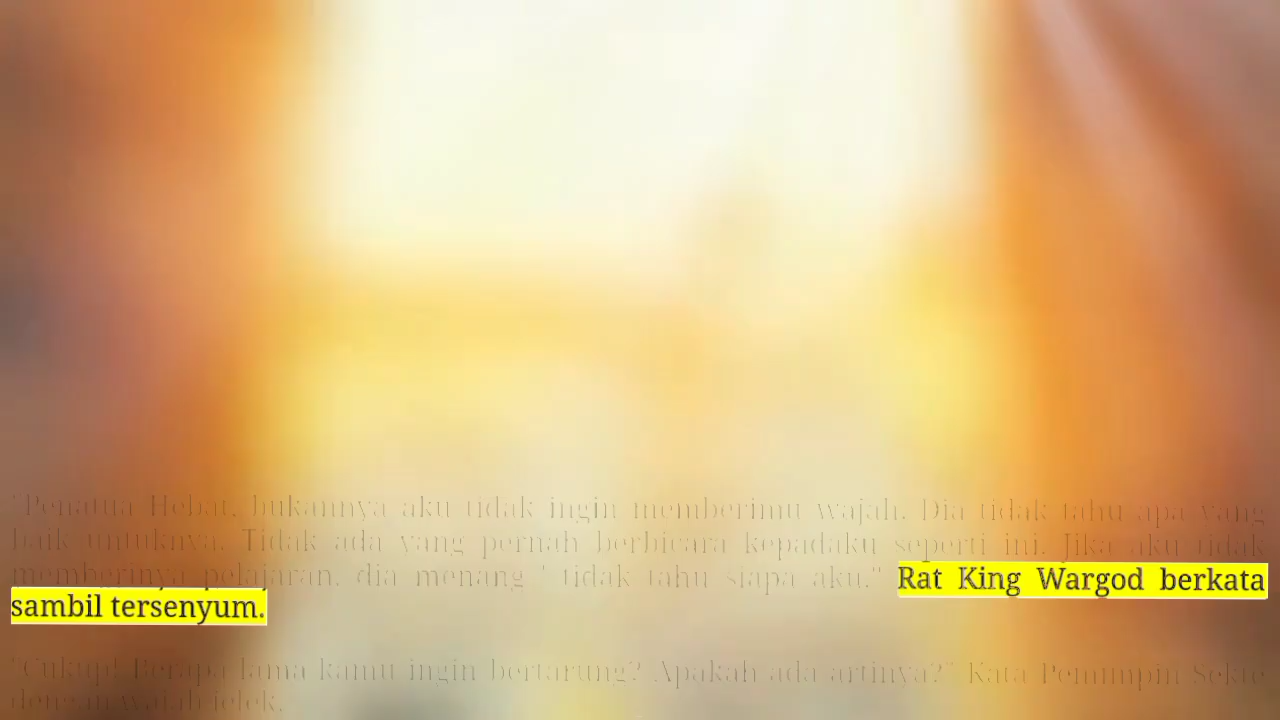 "Penatua Hebat, bukannya aku tidak ingin memberimu wajah. Dia tidak tahu apa yang
baik untuknya. Tidak ada yang pernah berbicara kepadaku seperti ini. Jika aku tidak
memberinya pelajaran, dia menang ' tidak tahu siapa aku." Rat King Wargod berkata
sambil tersenyum.
"Cukup! Berapa lama kamu ingin bertarung? Apakah ada artinya?" Kata Pemimpin Sekte
dengan wajah jelek.